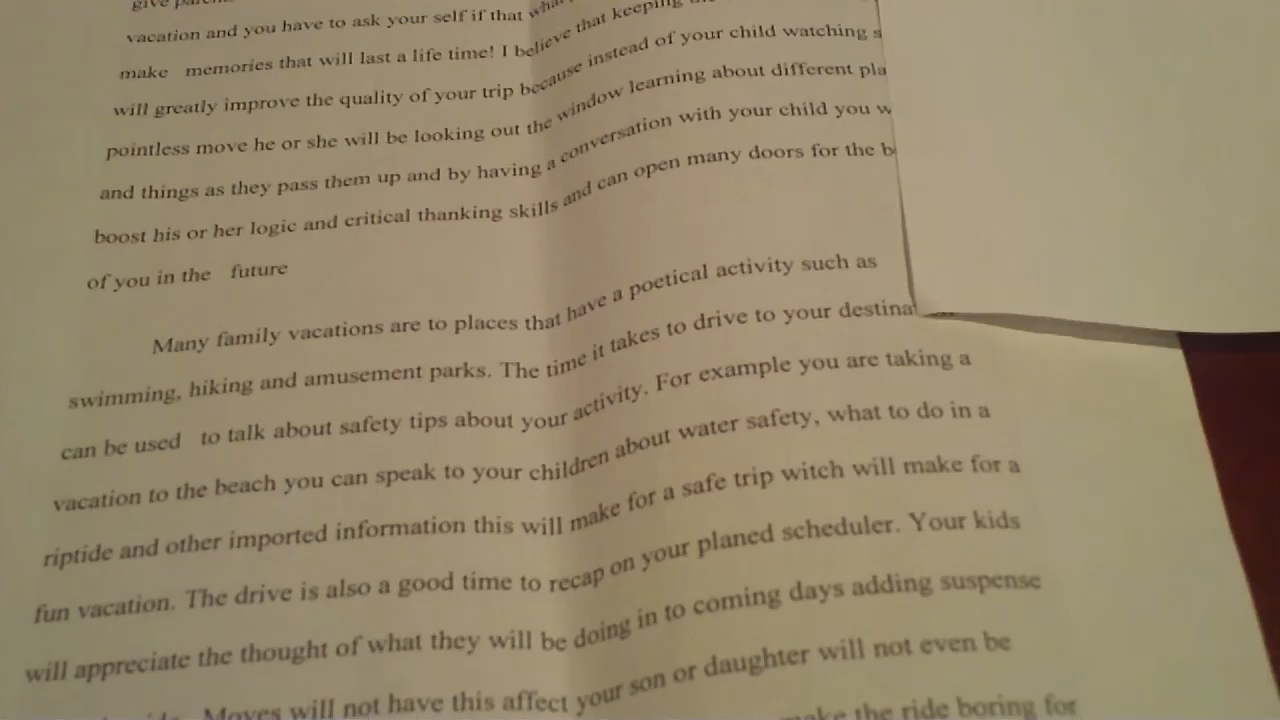 give
vacation and you have to ask your self if that
make memories that will last a life time! I believe that keeping
will greatly improve the quality of your trip because instead of your child watching
pointless move he or she will be looking out the window learning about different
and things as they pass them up and by having a conversation with your child you
boost his or her logic and critical thanking skills and can open many doors for the
of you in the future
Many family vacations are to places that have a poetical activity such as
swimming, hiking and amusement parks. The time it takes to drive to your
can be used to talk about safety tips about your activity. For example you are taking a
vacation to the beach you can speak to your children about water safety, what to do in a
riptide and other imported information this will make for a safe trip witch will make for a
fun vacation. The drive is also a good time to recap on your planed scheduler. Your kids
will appreciate the thought of what they will be doing in to coming days adding suspense
Moves will not have this affect your son or daughter will not even be
make the ride boring for